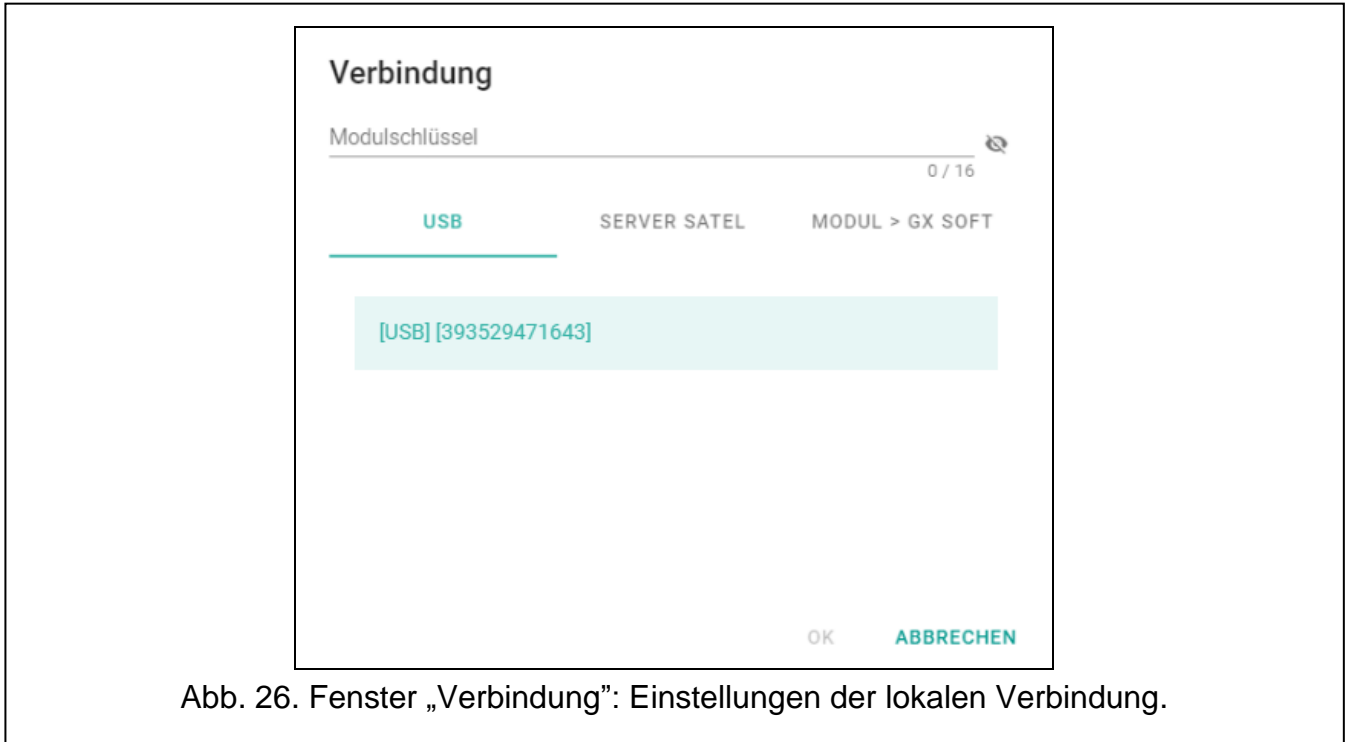 Verbindung
Modulschlüssel
0 / 16
USB SERVER SATEL MODUL > GX SOFT
[USB] [393529471643]
OK ABBRECHEN
Abb. 26. Fenster „Verbindung”: Einstellungen der lokalen Verbindung.